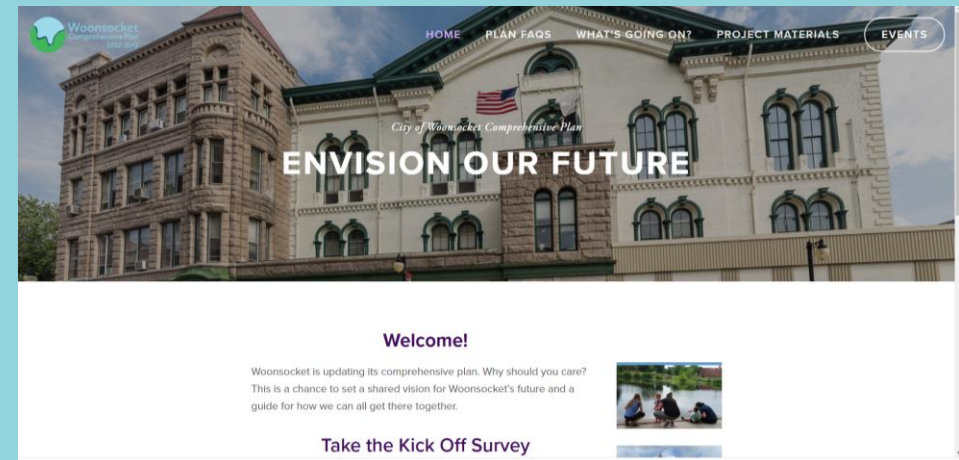 Woonsocket
Comprehensive Plan
2022-2042
HOME PLAN FAQS WHAT'S GOING ON? PROJECT MATERIALS EVENTS
City of Woonsocket Comprehensive Plan
ENVISION OUR FUTURE
Welcome!
Woonsocket is updating its comprehensive plan. Why should you care?
This is a chance to set a shared vision for Woonsocket's future and a
guide for how we can all get there together.
Take the Kick Off Survey